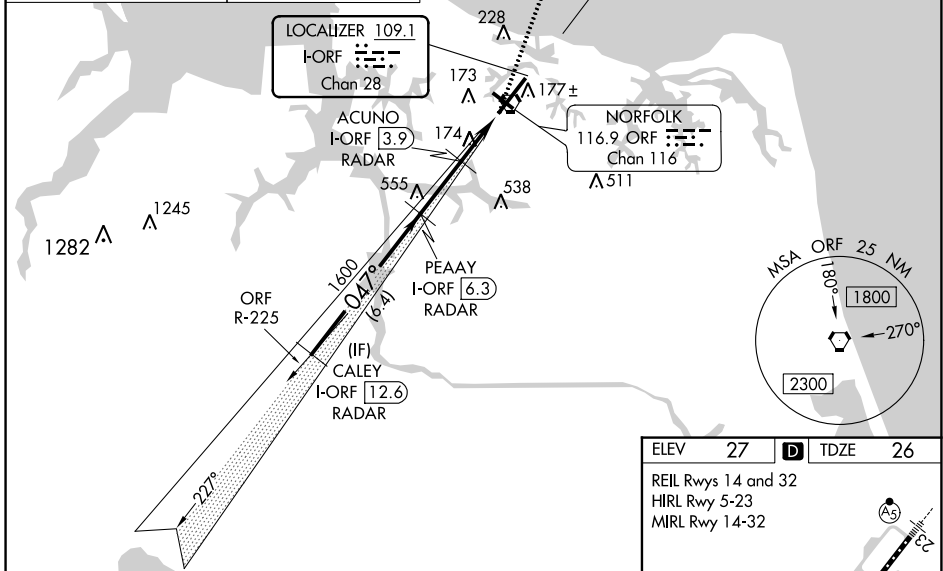 LOCALIZER 109.1
I-ORF
Chan 28
228
173
177±
ACUNO
I-ORF 3.9
RADAR
174
NORFOLK
116.9 ORF
Chan 116
555
538
511
1282
1245
1600
047°
(6.4)
PEAAY
I-ORF 6.3
RADAR
ORF
R-225
(IF)
CALEY
I-ORF 12.6
RADAR
227°
MSA ORF 25 NM
180°
1800
270°
2300
ELEV 27 D TDZE 26
REIL Rwys 14 and 32
HIRL Rwy 5-23
MIRL Rwy 14-32
A5
23